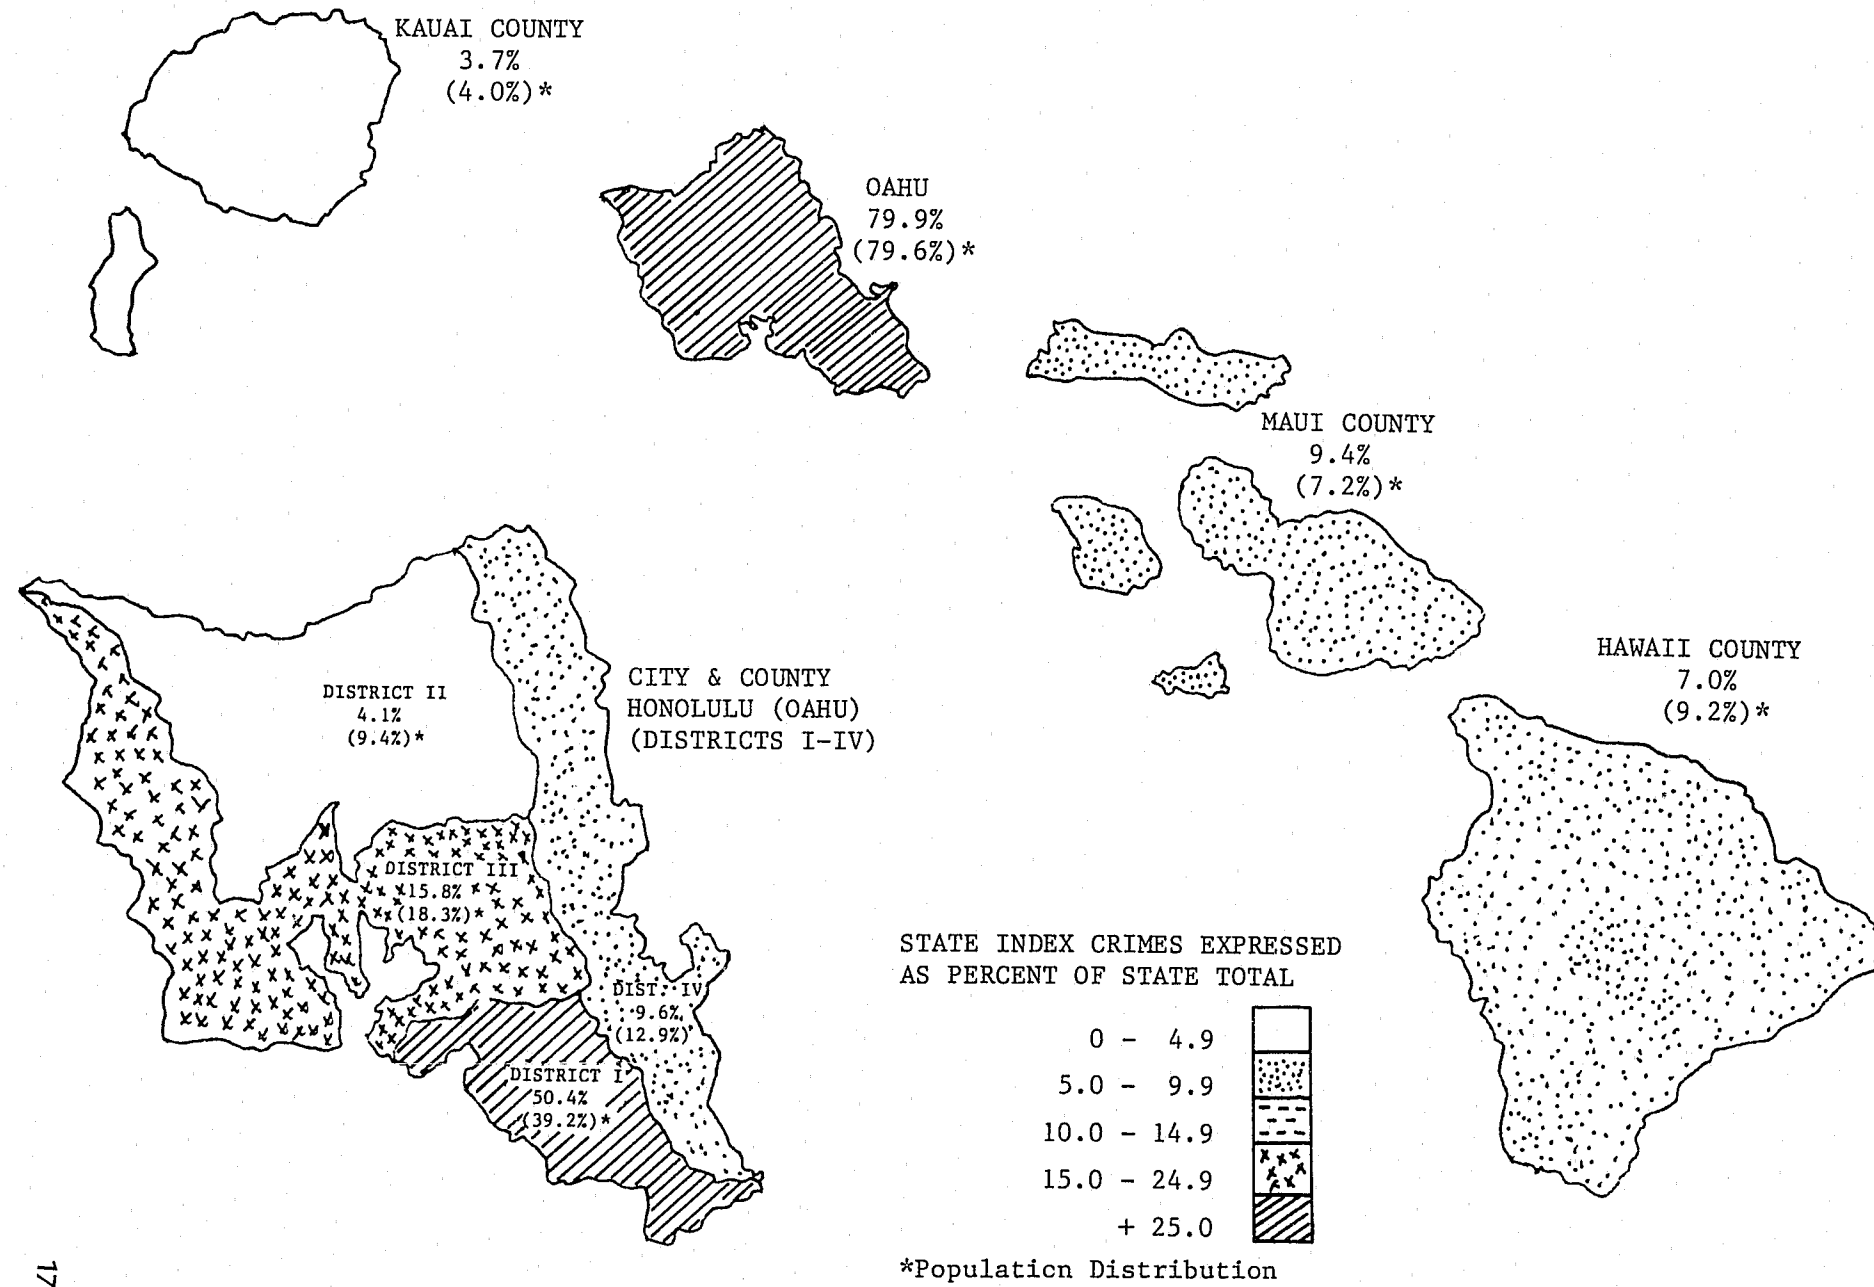 KAUAI COUNTY
3.7%
(4.0%)*
OAHU
79.9%
(79.6%)*
MAUI COUNTY
9.4%
(7.2%)*
HAWAII COUNTY
7.0%
(9.2%)*
CITY & COUNTY
HONOLULU (OAHU)
(DISTRICTS I-IV)
DISTRICT II
4.1%
(9.4%)*
DISTRICT III
15.8%
(18.3%)*
DIST. IV
9.6%
(12.9%)
DISTRICT I
50.4%
(39.2%)*
STATE INDEX CRIMES EXPRESSED
AS PERCENT OF STATE TOTAL
0 - 4.9
5.0 - 9.9
10.0 - 14.9
15.0 - 24.9
+ 25.0
*Population Distribution
17